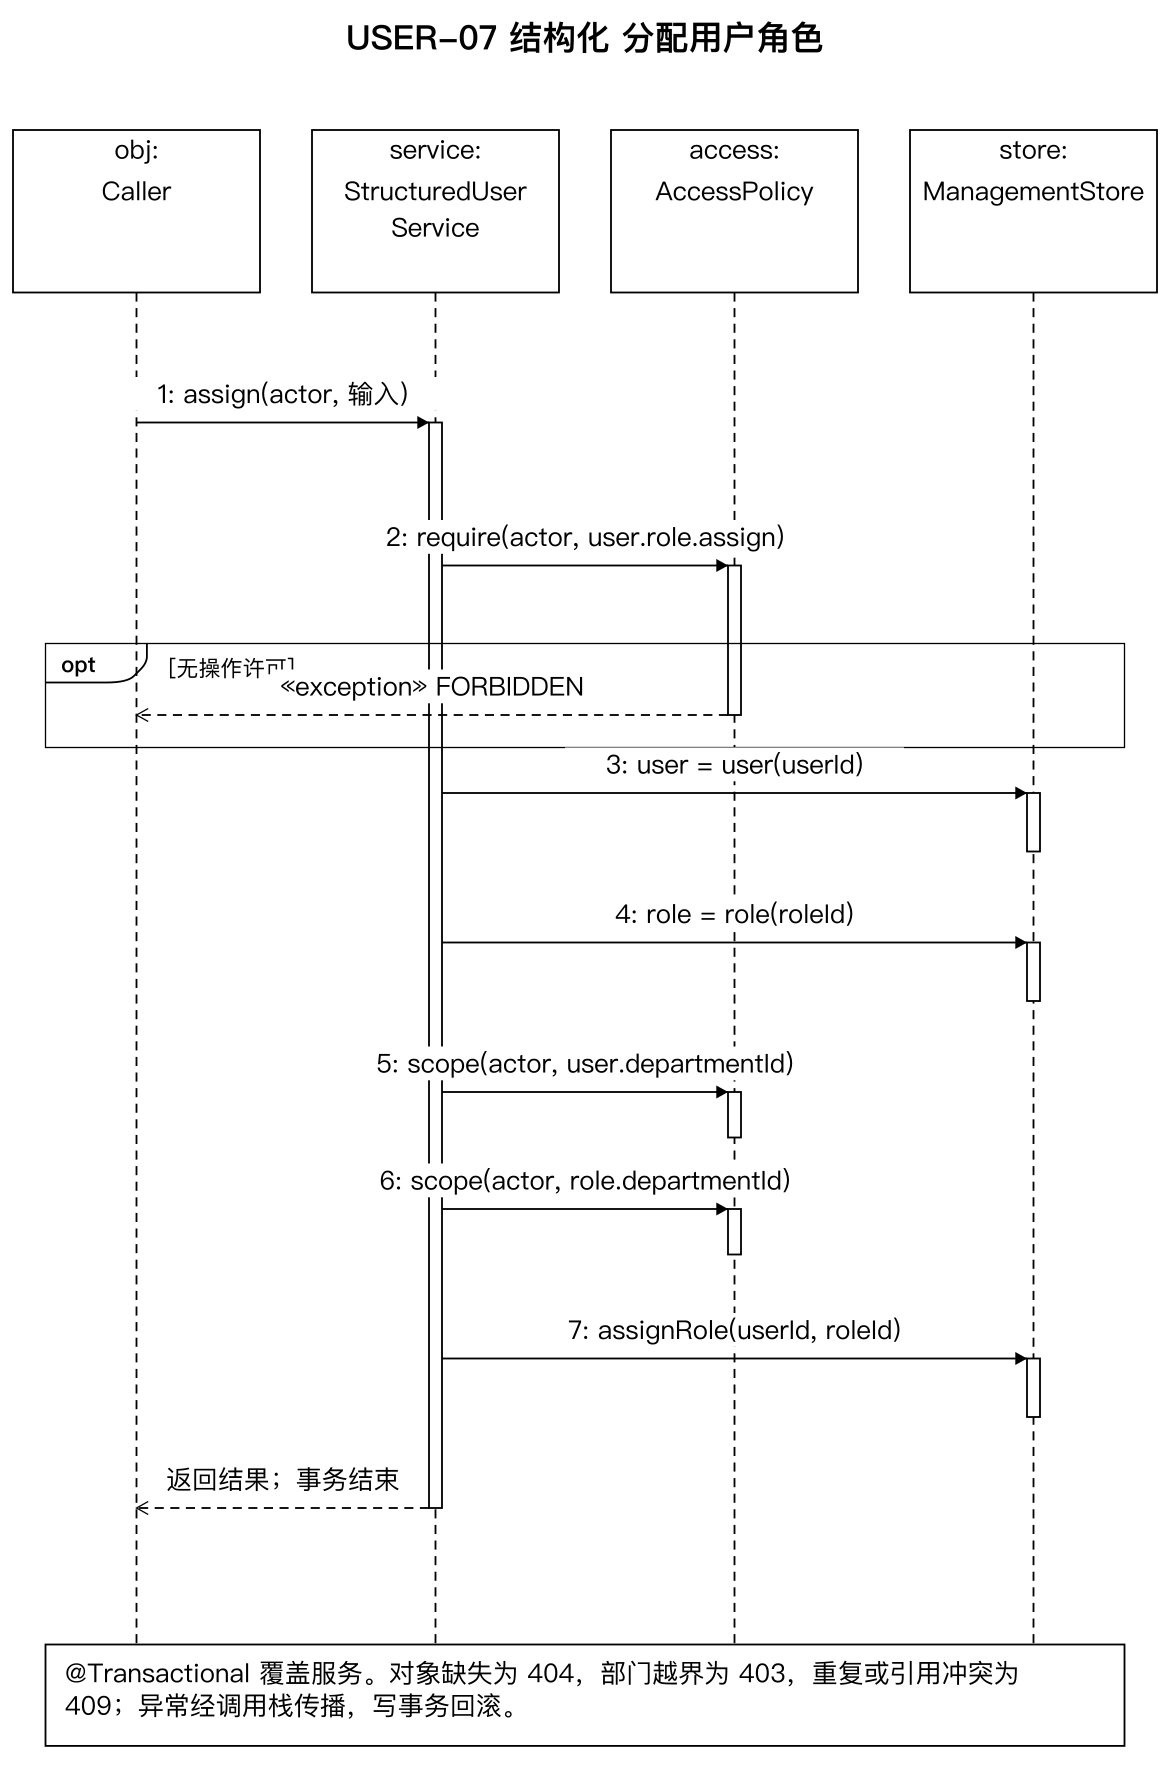 USER-07 结构化 分配用户角色
obj:
Caller
service:
StructuredUser
Service
access:
AccessPolicy
store:
ManagementStore
1: assign(actor, 输入)
2: require(actor, user.role.assign)
opt
[无操作许可]
«exception» FORBIDDEN
3: user = user(userId)
4: role = role(roleId)
5: scope(actor, user.departmentId)
6: scope(actor, role.departmentId)
7: assignRole(userId, roleId)
返回结果；事务结束
@Transactional 覆盖服务。对象缺失为 404，部门越界为 403，重复或引用冲突为
409；异常经调用栈传播，写事务回滚。